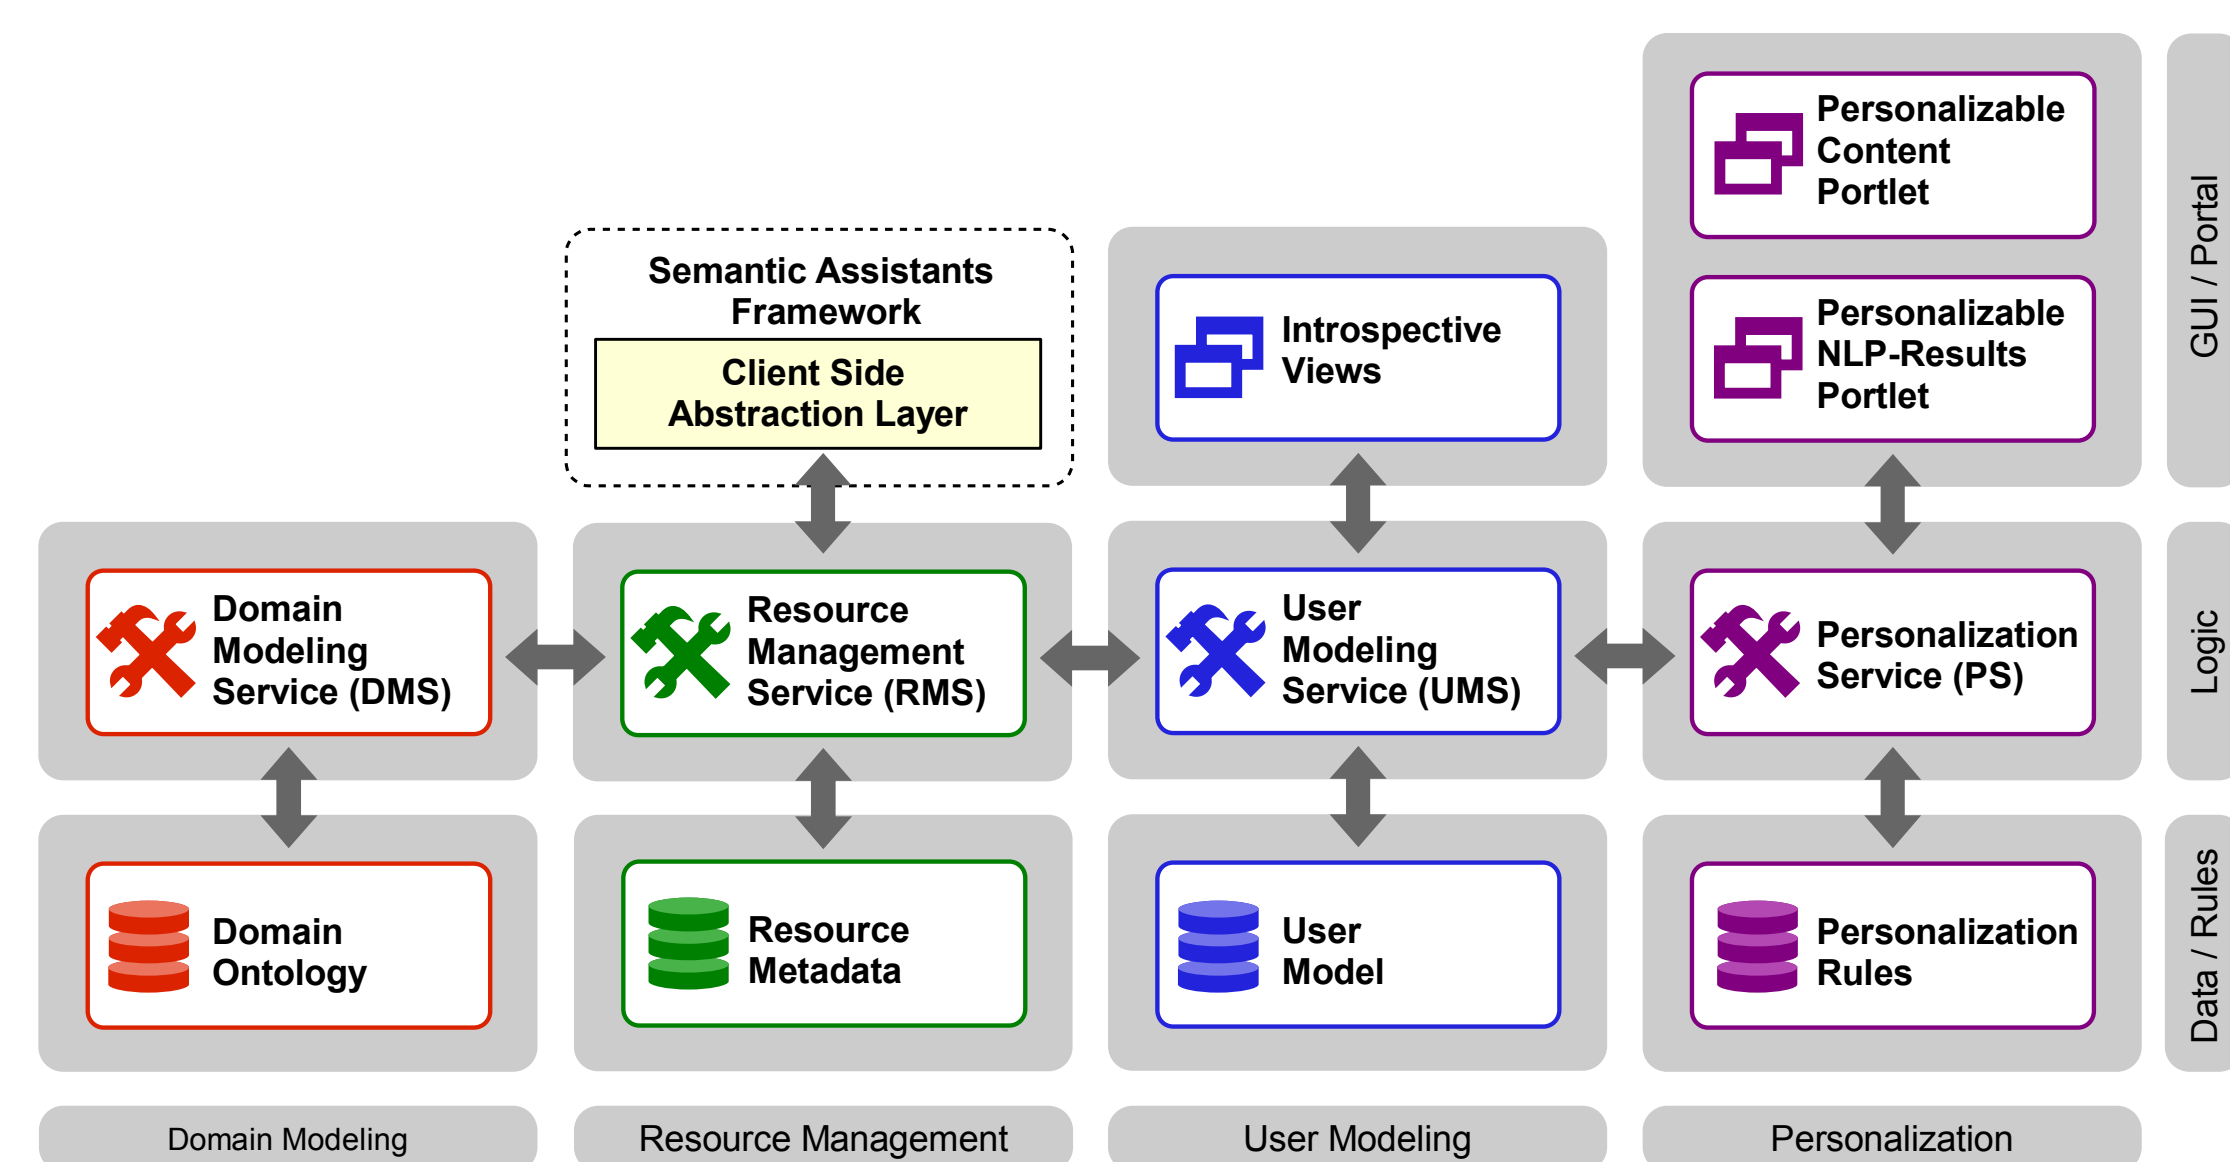 Personalizable
Content
Portlet
GUI / Portal
Semantic Assistants
Framework
Client Side
Abstraction Layer
Introspective
Views
Personalizable
NLP-Results
Portlet
Domain
Modeling
Service (DMS)
Resource
Management
Service (RMS)
User
Modeling
Service (UMS)
Personalization
Service (PS)
Logic
Domain
Ontology
Resource
Metadata
User
Model
Personalization
Rules
Data / Rules
Domain Modeling
Resource Management
User Modeling
Personalization